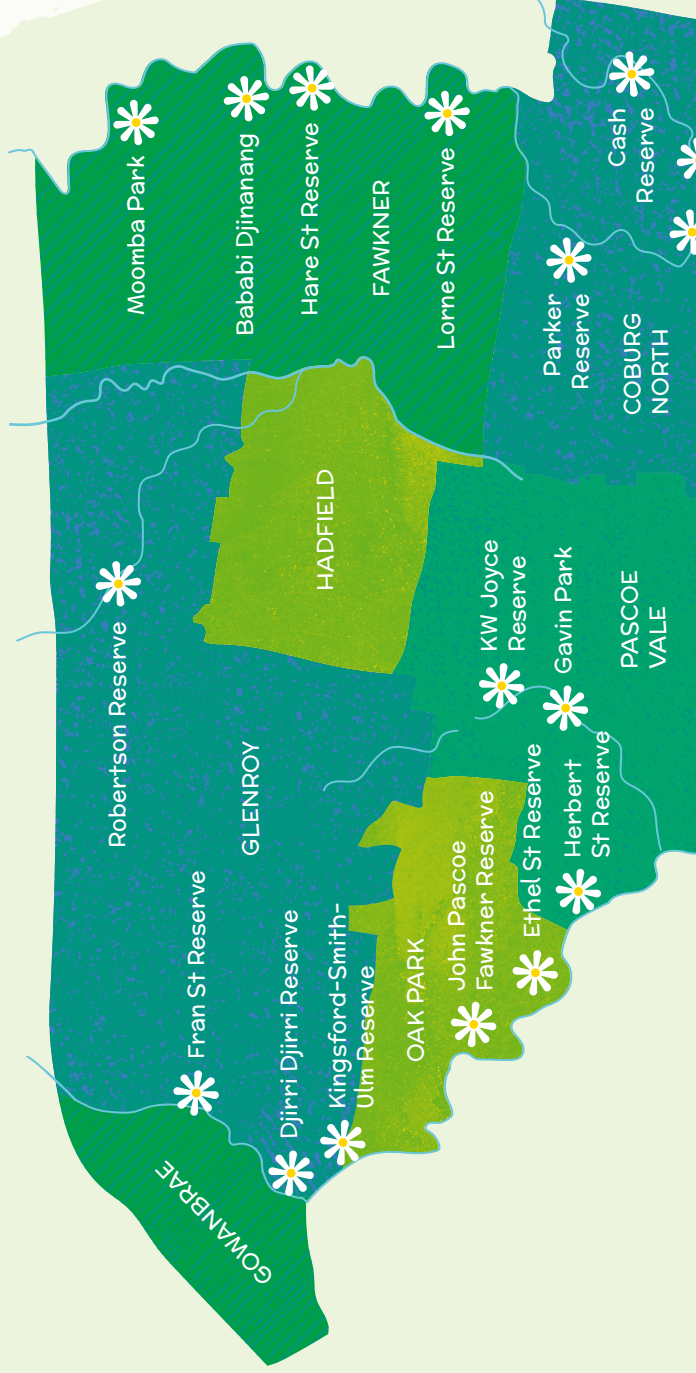 Moomba Park
Bababi Djinanang
Hare St Reserve
FAWKNER
Lorne St Reserve
Cash
Reserve
Parker
Reserve
COBURG
NORTH
HADFIELD
KW Joyce
Reserve
Gavin Park
PASCOE
VALE
Robertson Reserve
GLENROY
Fran St Reserve
Djirri Djirri Reserve
Kingsford-Smith-
Ulm Reserve
OAK PARK
John Pascoe
Fawkner Reserve
Ethel St Reserve
Herbert
St Reserve
GOWANBRAE